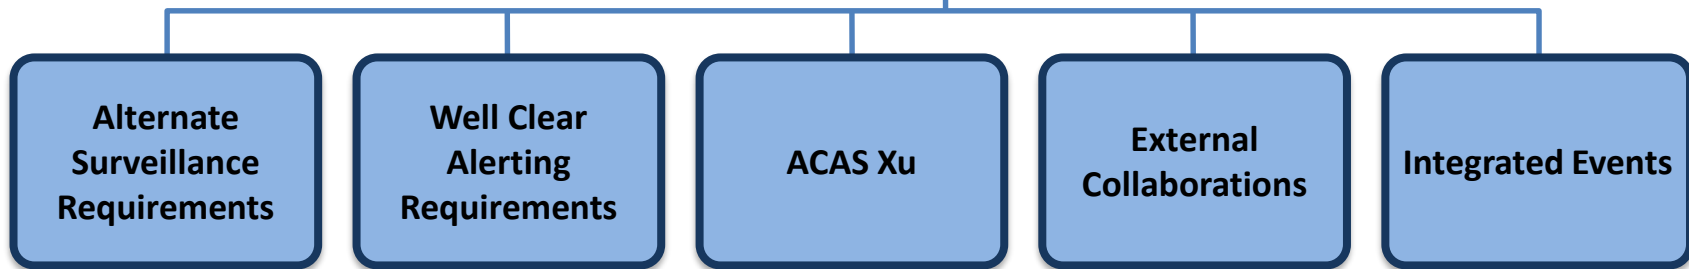 Alternate
Surveillance
Requirements
Well Clear
Alerting
Requirements
ACAS Xu
External
Collaborations
Integrated Events